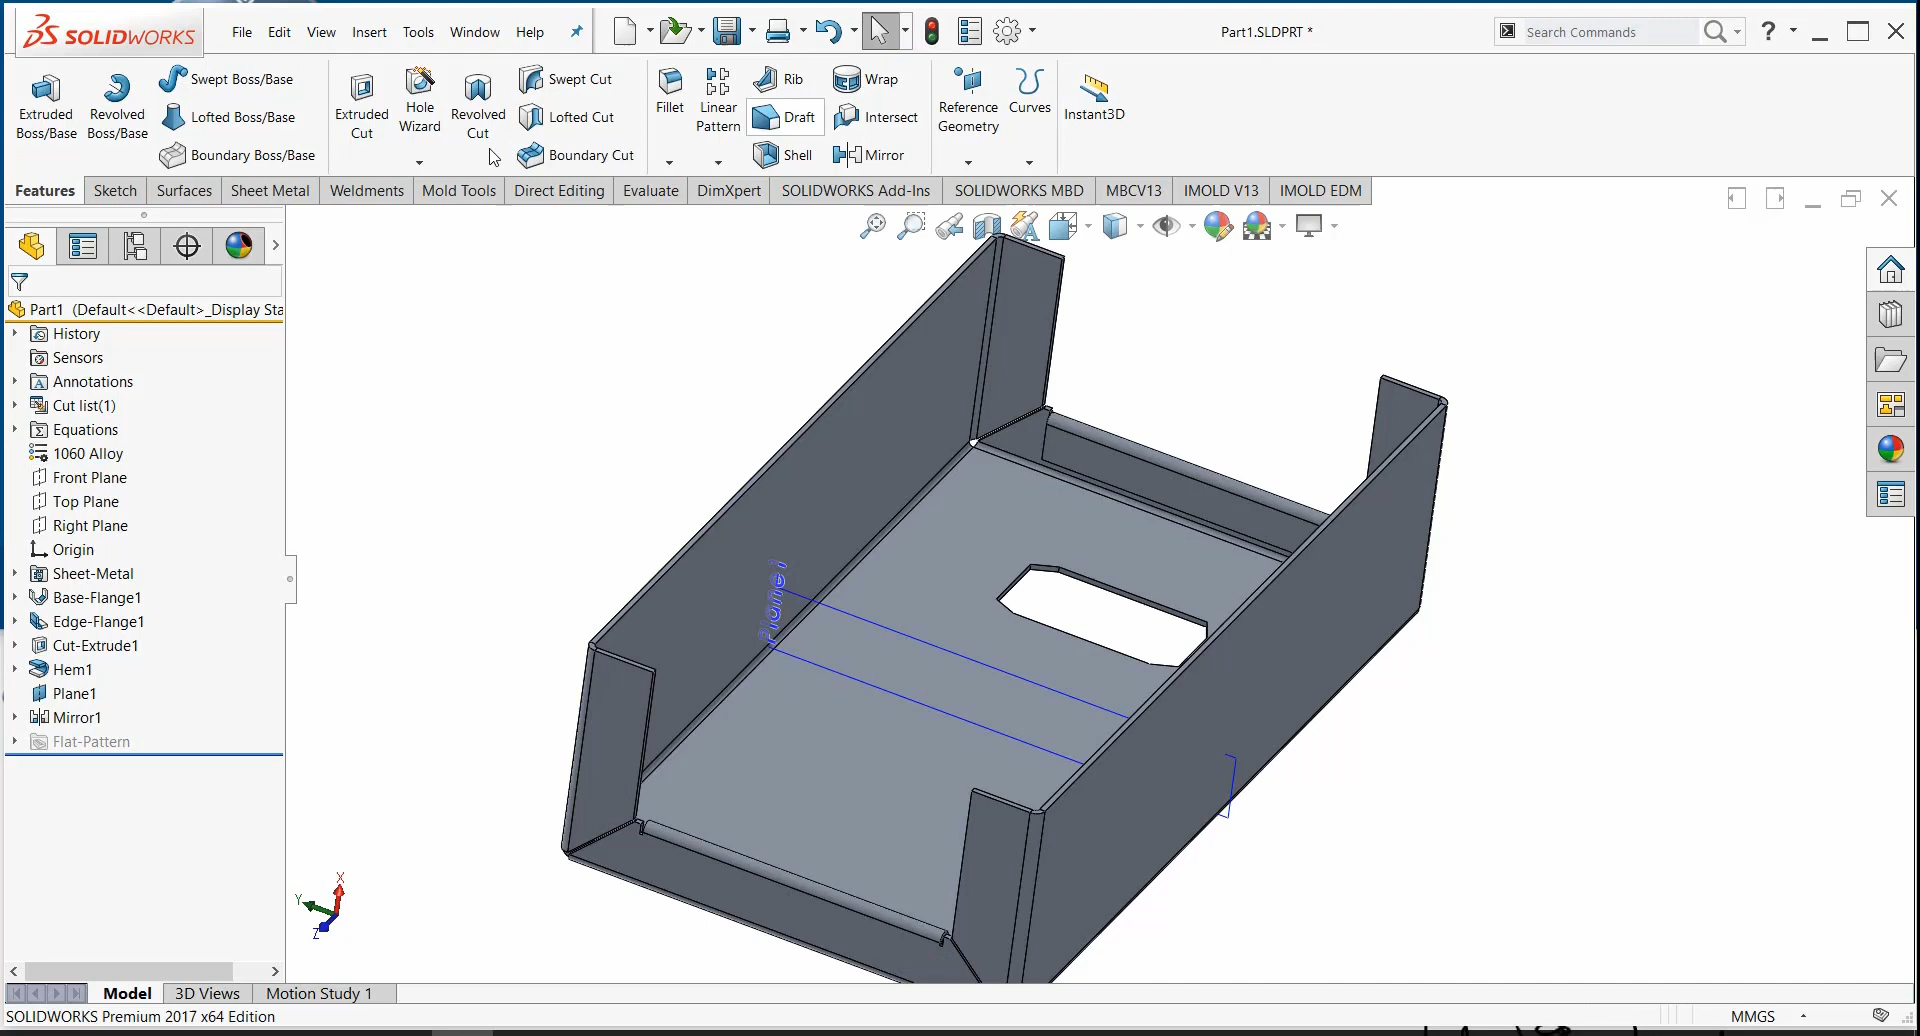 SOLIDWORKS File Edit View Insert Tools Window Help Part1.SLDPRT * Search Commands ?
Extruded Boss/Base
Revolved Boss/Base
Swept Boss/Base
Lofted Boss/Base
Boundary Boss/Base
Extruded Cut
Hole Wizard
Revolved Cut
Swept Cut
Lofted Cut
Boundary Cut
Fillet
Linear Pattern
Rib
Draft
Shell
Wrap
Intersect
Mirror
Reference Geometry
Curves
Instant3D
Features Sketch Surfaces Sheet Metal Weldments Mold Tools Direct Editing Evaluate DimXpert SOLIDWORKS Add-Ins SOLIDWORKS MBD MBCV13 IMOLD V13 IMOLD EDM
Part1 (Default<<Default>_Display Sta
History
Sensors
Annotations
Cut list(1)
Equations
1060 Alloy
Front Plane
Top Plane
Right Plane
Origin
Sheet-Metal
Base-Flange1
Edge-Flange1
Cut-Extrude1
Hem1
Plane1
Mirror1
Flat-Pattern
Plane1
X
Y
Z
Model 3D Views Motion Study 1
SOLIDWORKS Premium 2017 x64 Edition MMGS